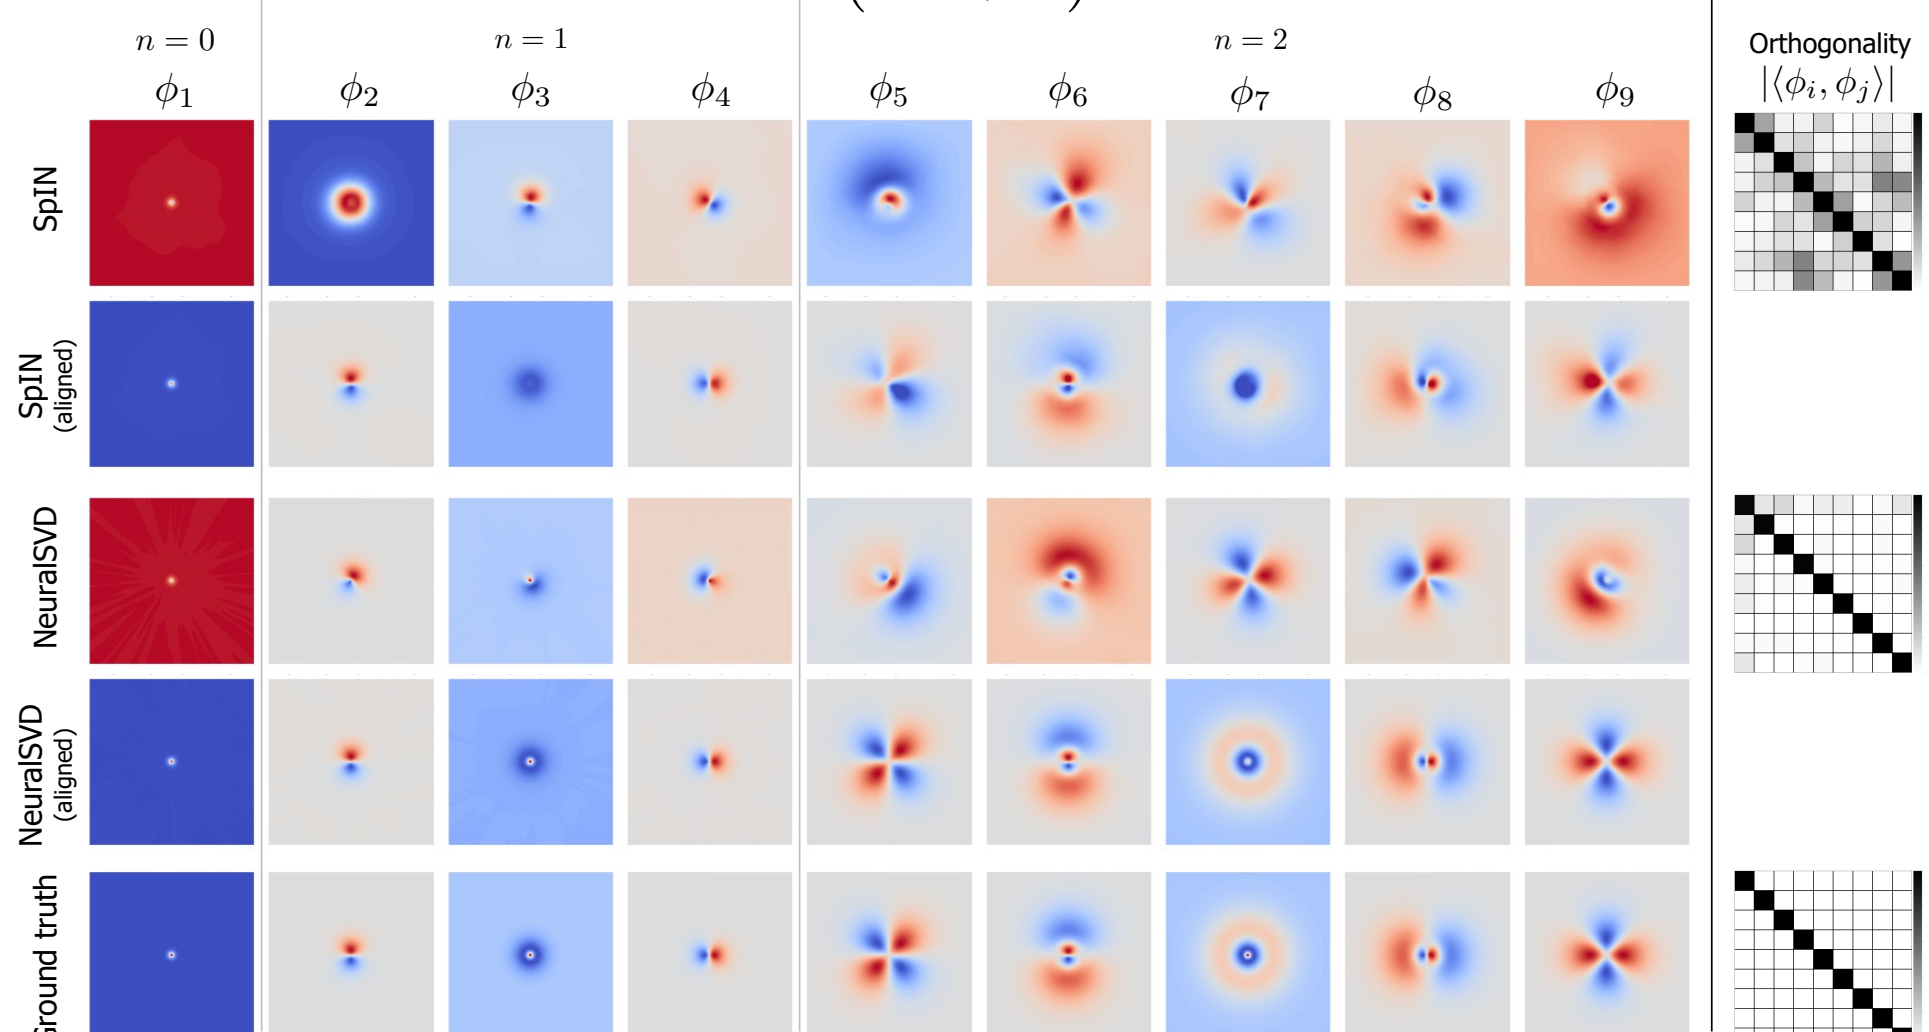 n = 0
n = 1
n = 2
Orthogonality
|⟨ϕi, ϕj⟩|
ϕ1
ϕ2
ϕ3
ϕ4
ϕ5
ϕ6
ϕ7
ϕ8
ϕ9
SpIN
SpIN
(aligned)
NeuralSVD
NeuralSVD
(aligned)
Ground truth